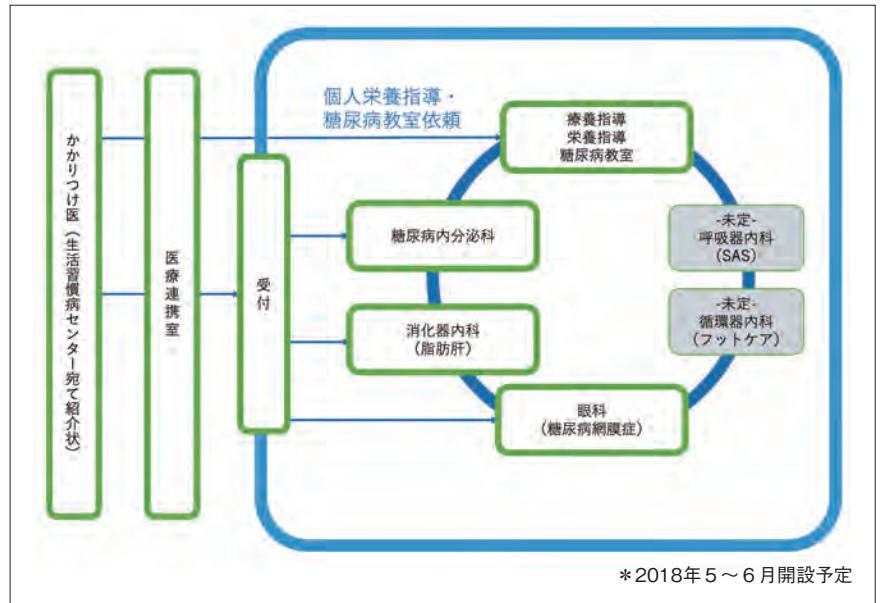 かかりつけ医（生活習慣病センター宛て紹介状）
医療連携室
受付
個人栄養指導・
糖尿病教室依頼
療養指導
栄養指導
糖尿病教室
糖尿病内分泌科
消化器内科
（脂肪肝）
眼科
（糖尿病網膜症）
-未定-
呼吸器内科
（SAS）
-未定-
循環器内科
（フットケア）
＊2018年５～６月開設予定